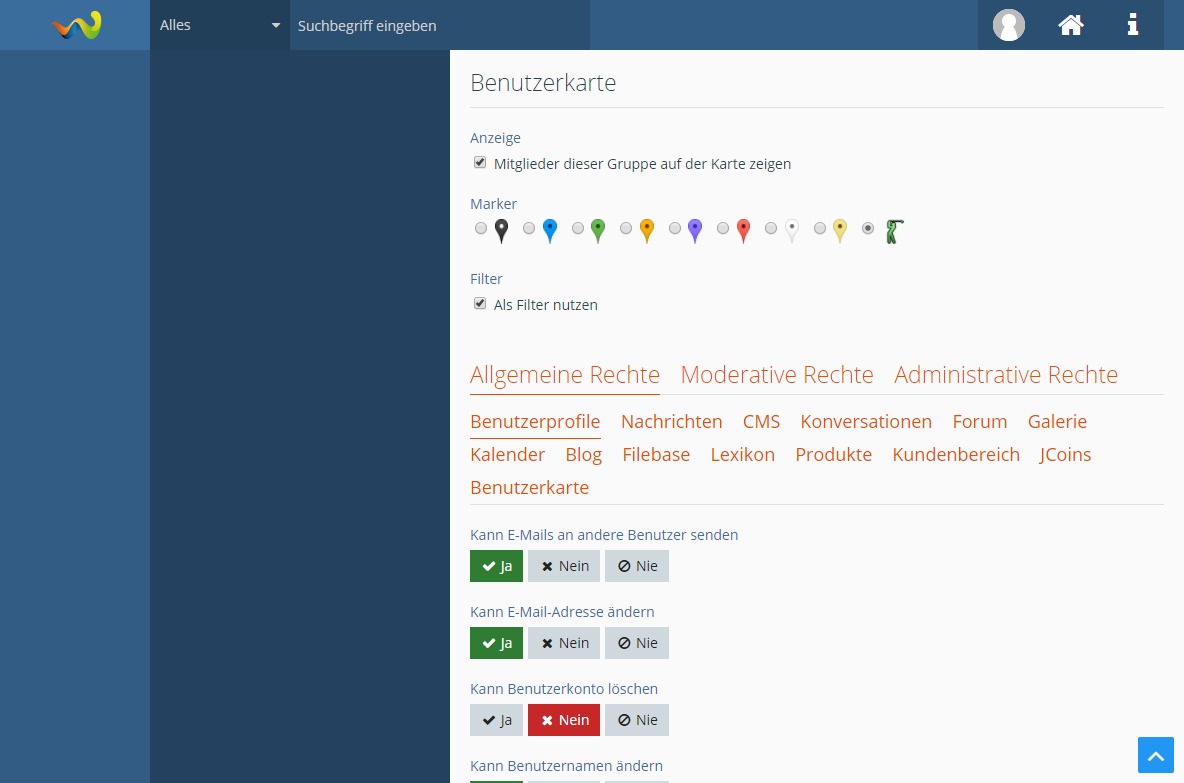 Alles Suchbegriff eingeben
Benutzerkarte
Anzeige
Mitglieder dieser Gruppe auf der Karte zeigen
Marker
Filter
Als Filter nutzen
Allgemeine Rechte Moderative Rechte Administrative Rechte
Benutzerprofile Nachrichten CMS Konversationen Forum Galerie
Kalender Blog Filebase Lexikon Produkte Kundenbereich JCoins
Benutzerkarte
Kann E-Mails an andere Benutzer senden
Ja Nein Nie
Kann E-Mail-Adresse ändern
Ja Nein Nie
Kann Benutzerkonto löschen
Ja Nein Nie
Kann Benutzernamen ändern